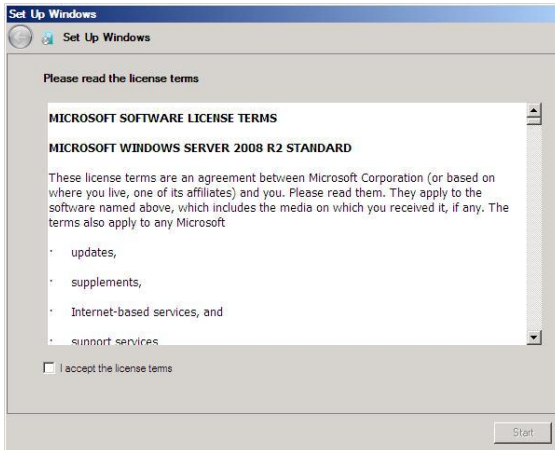 Set Up Windows
Set Up Windows
Please read the license terms
MICROSOFT SOFTWARE LICENSE TERMS
MICROSOFT WINDOWS SERVER 2008 R2 STANDARD
These license terms are an agreement between Microsoft Corporation (or based on
where you live, one of its affiliates) and you. Please read them. They apply to the
software named above, which includes the media on which you received it, if any. The
terms also apply to any Microsoft
· updates,
· supplements,
· Internet-based services, and
· support services
I accept the license terms
Start